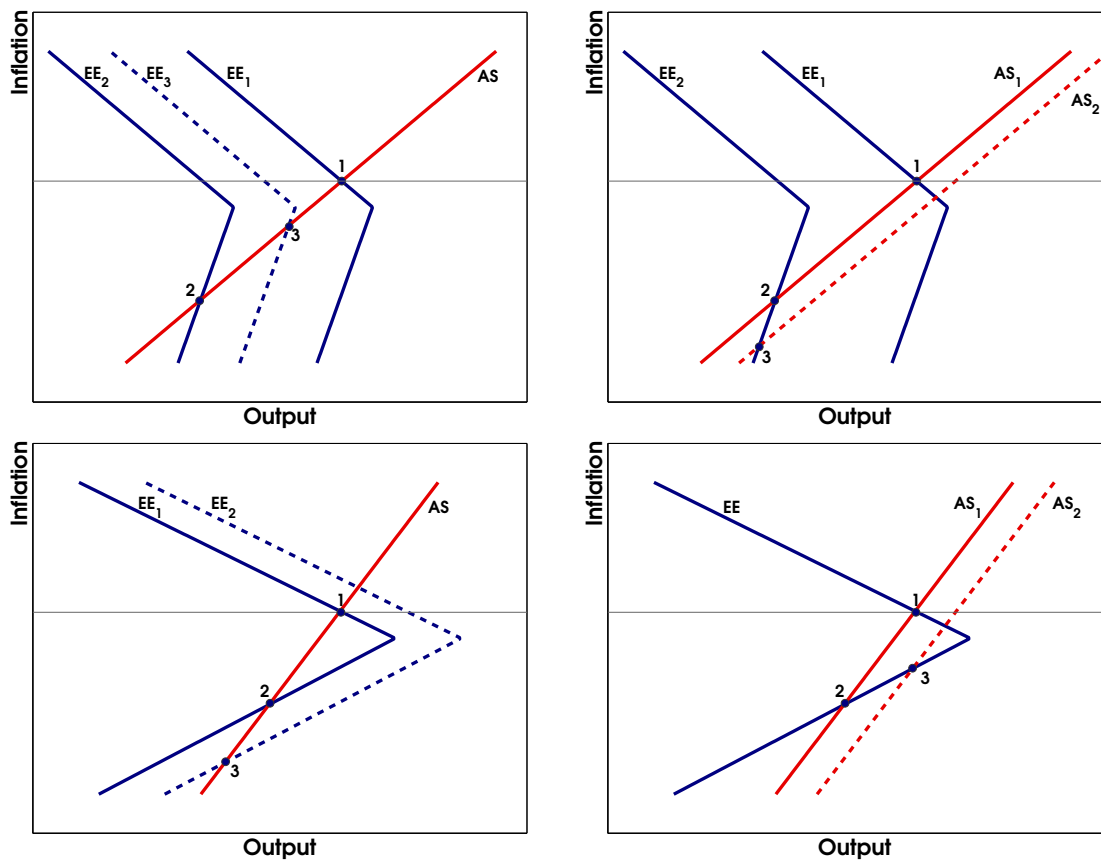 Inflation
EE₂
EE₃
EE₁
AS
1
3
2
Output
Inflation
EE₂
EE₁
AS₁
AS₂
1
2
3
Output
Inflation
EE₁
EE₂
AS
1
2
3
Output
Inflation
EE
AS₁
AS₂
1
3
2
Output